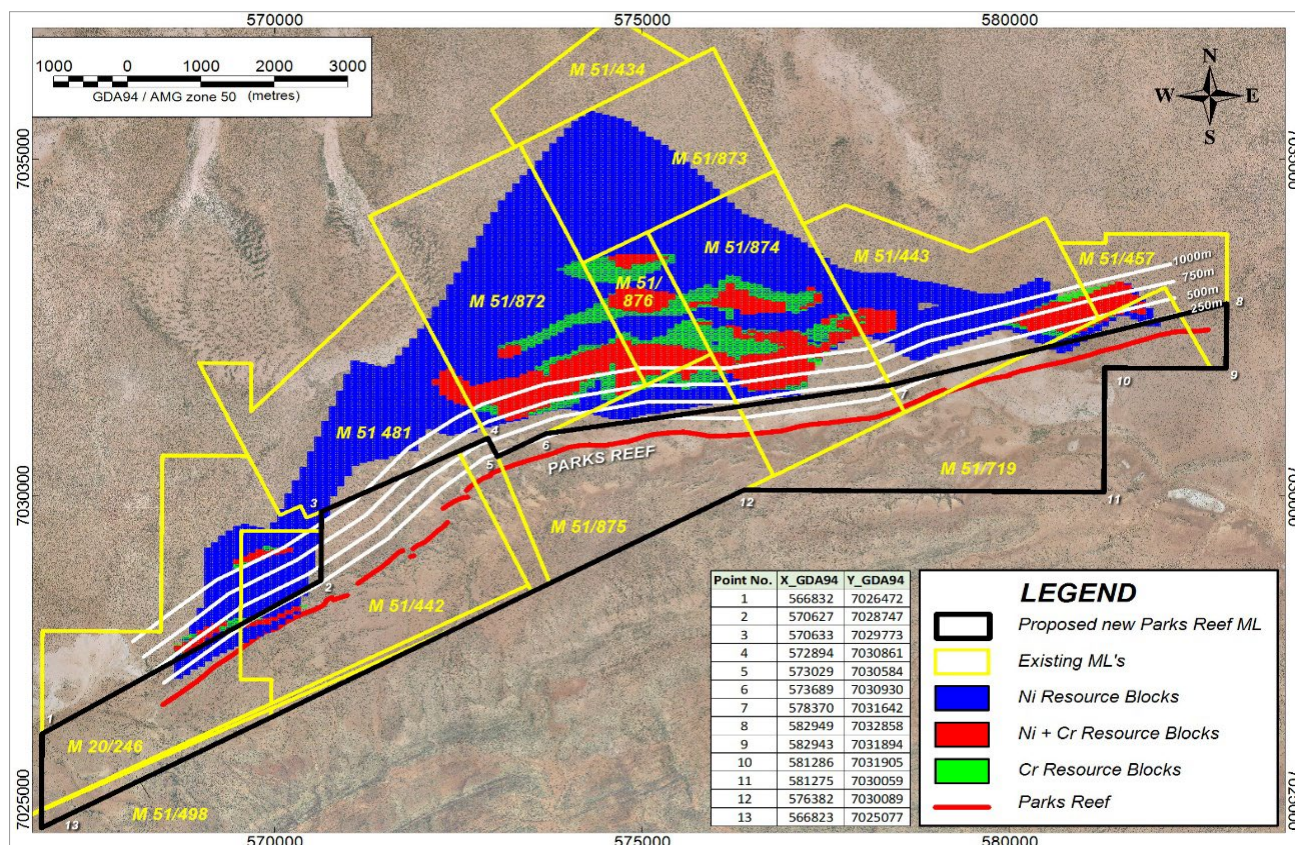 570000
575000
580000
1000 0 1000 2000 3000
GDA94 / AMG zone 50 (metres)
N
W E
S
M 51/434
7035000
M 51/873
M 51/874
M 51/443
M 51/457
1000m
750m
500m
250m
M 51/872
M 51/
876
8
M 51 481
9
10
7
4
5
6
PARKS REEF
3
7030000
M 51/719
11
12
M 51/875
2
M 51/442
1
M 20/246
M 51/498
13
7025000
Point No. X_GDA94 Y_GDA94
1 566832 7026472
2 570627 7028747
3 570633 7029773
4 572894 7030861
5 573029 7030584
6 573689 7030930
7 578370 7031642
8 582949 7032858
9 582943 7031894
10 581286 7031905
11 581275 7030059
12 576382 7030089
13 566823 7025077
LEGEND
Proposed new Parks Reef ML
Existing ML's
Ni Resource Blocks
Ni + Cr Resource Blocks
Cr Resource Blocks
Parks Reef
570000
575000
580000